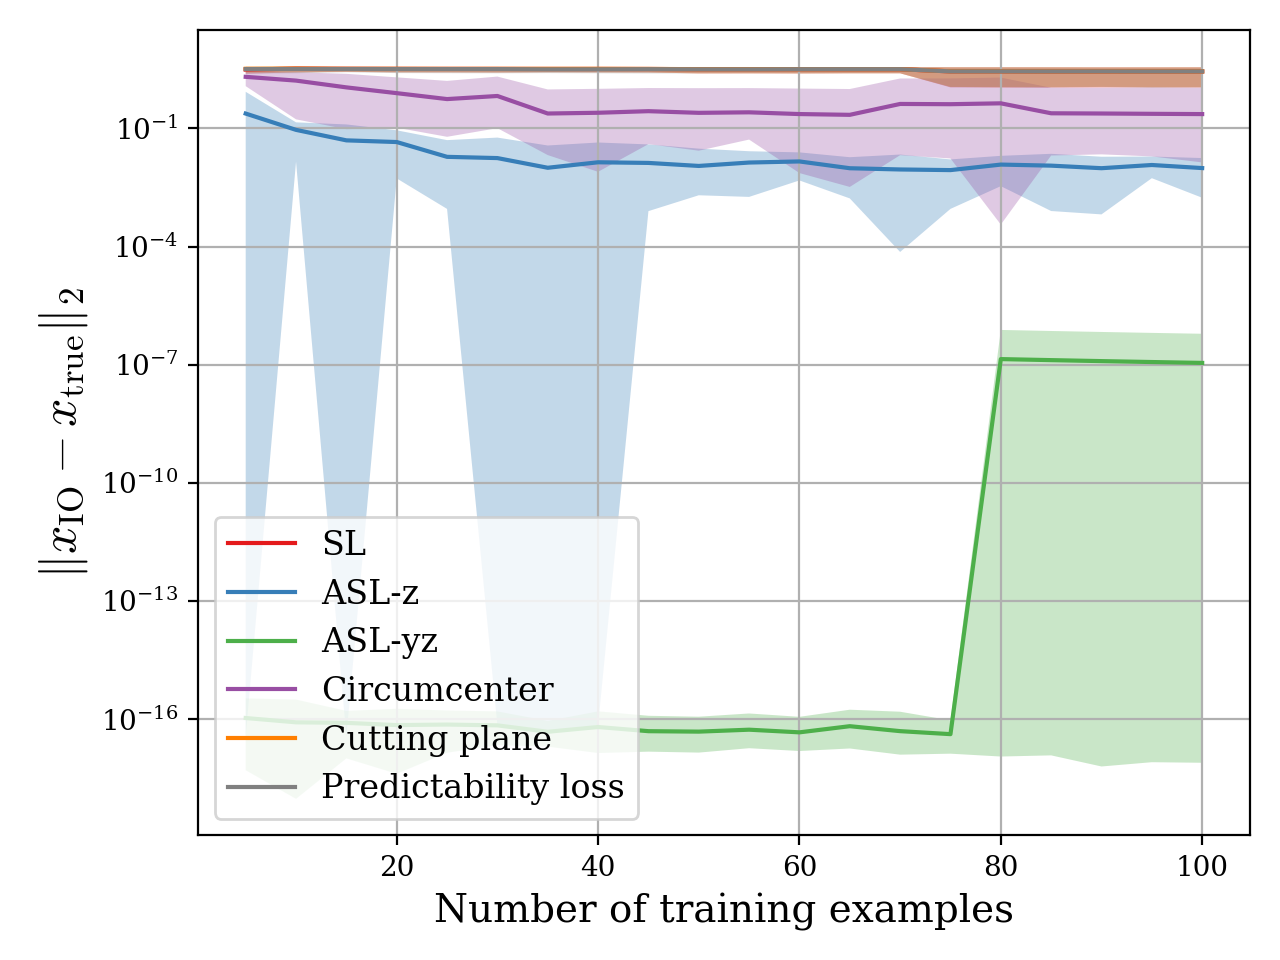 10⁻¹
10⁻⁴
10⁻⁷
10⁻¹⁰
10⁻¹³
10⁻¹⁶
||x_IO − x_true||₂
SL
ASL-z
ASL-yz
Circumcenter
Cutting plane
Predictability loss
20 40 60 80 100
Number of training examples